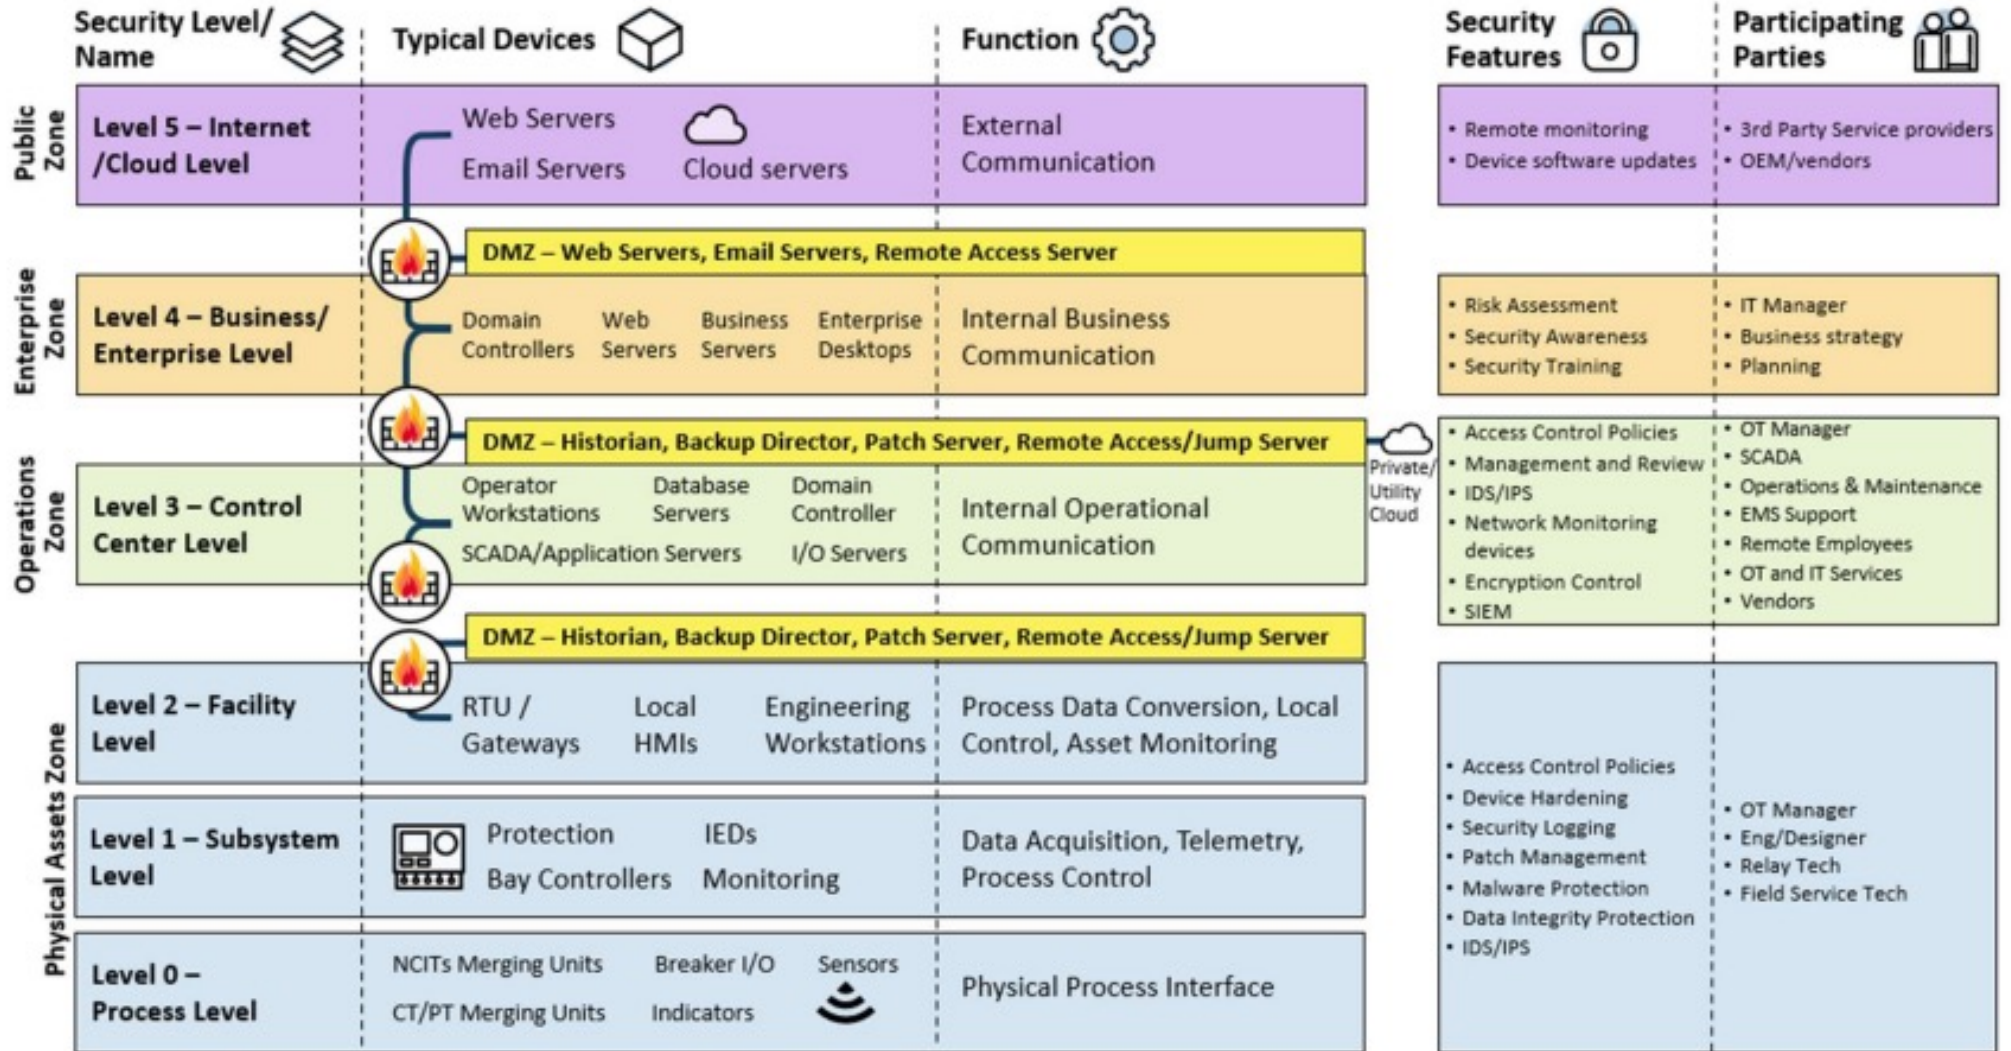 Security Level/
Name
Typical Devices
Function
Security
Features
Participating
Parties
Public
Zone
Level 5 – Internet
/Cloud Level
Web Servers
Email Servers
Cloud servers
External
Communication
• Remote monitoring
• Device software updates
• 3rd Party Service providers
• OEM/vendors
DMZ – Web Servers, Email Servers, Remote Access Server
Enterprise
Zone
Level 4 – Business/
Enterprise Level
Domain
Controllers
Web
Servers
Business
Servers
Enterprise
Desktops
Internal Business
Communication
• Risk Assessment
• Security Awareness
• Security Training
• IT Manager
• Business strategy
• Planning
DMZ – Historian, Backup Director, Patch Server, Remote Access/Jump Server
Private/
Utility
Cloud
Operations
Zone
Level 3 – Control
Center Level
Operator
Workstations
Database
Servers
Domain
Controller
SCADA/Application Servers
I/O Servers
Internal Operational
Communication
• Access Control Policies
• Management and Review
• IDS/IPS
• Network Monitoring
devices
• Encryption Control
• SIEM
• OT Manager
• SCADA
• Operations & Maintenance
• EMS Support
• Remote Employees
• OT and IT Services
• Vendors
DMZ – Historian, Backup Director, Patch Server, Remote Access/Jump Server
Physical Assets Zone
Level 2 – Facility
Level
RTU /
Gateways
Local
HMIs
Engineering
Workstations
Process Data Conversion, Local
Control, Asset Monitoring
Level 1 – Subsystem
Level
Protection
IEDs
Bay Controllers
Monitoring
Data Acquisition, Telemetry,
Process Control
Level 0 –
Process Level
NCITs Merging Units
Breaker I/O
Sensors
CT/PT Merging Units
Indicators
Physical Process Interface
• Access Control Policies
• Device Hardening
• Security Logging
• Patch Management
• Malware Protection
• Data Integrity Protection
• IDS/IPS
• OT Manager
• Eng/Designer
• Relay Tech
• Field Service Tech